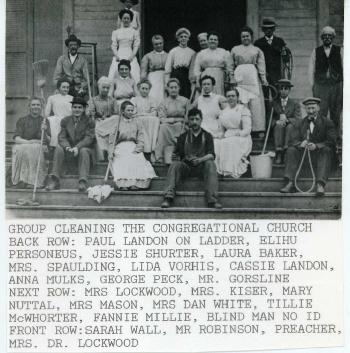 GROUP CLEANING THE CONGREGATIONAL CHURCH
BACK ROW: PAUL LANDON ON LADDER, ELIHU
PERSONEUS, JESSIE SHURTER, LAURA BAKER,
MRS. SPAULDING, LIDA VORHIS, CASSIE LANDON,
ANNA MULKS, GEORGE PECK, MR. GORSLINE
NEXT ROW: MRS LOCKWOOD, MRS. KISER, MARY
NUTTAL, MRS MASON, MRS DAN WHITE, TILLIE
McWHORTER, FANNIE MILLIE, BLIND MAN NO ID
FRONT ROW:SARAH WALL, MR ROBINSON, PREACHER,
MRS. DR. LOCKWOOD